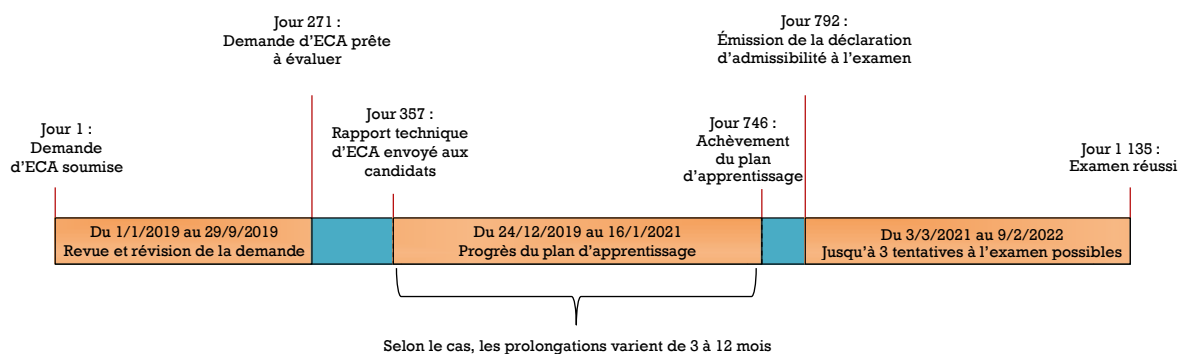 Jour 271 :
Demande d'ECA prête
à évaluer
Jour 792 :
Émission de la déclaration
d'admissibilité à l'examen
Jour 1 :
Demande
d'ECA soumise
Jour 357 :
Rapport technique
d'ECA envoyé aux
candidats
Jour 746 :
Achèvement
du plan
d'apprentissage
Jour 1 135 :
Examen réussi
Du 1/1/2019 au 29/9/2019
Revue et révision de la demande
Du 24/12/2019 au 16/1/2021
Progrès du plan d'apprentissage
Du 3/3/2021 au 9/2/2022
Jusqu'à 3 tentatives à l'examen possibles
Selon le cas, les prolongations varient de 3 à 12 mois